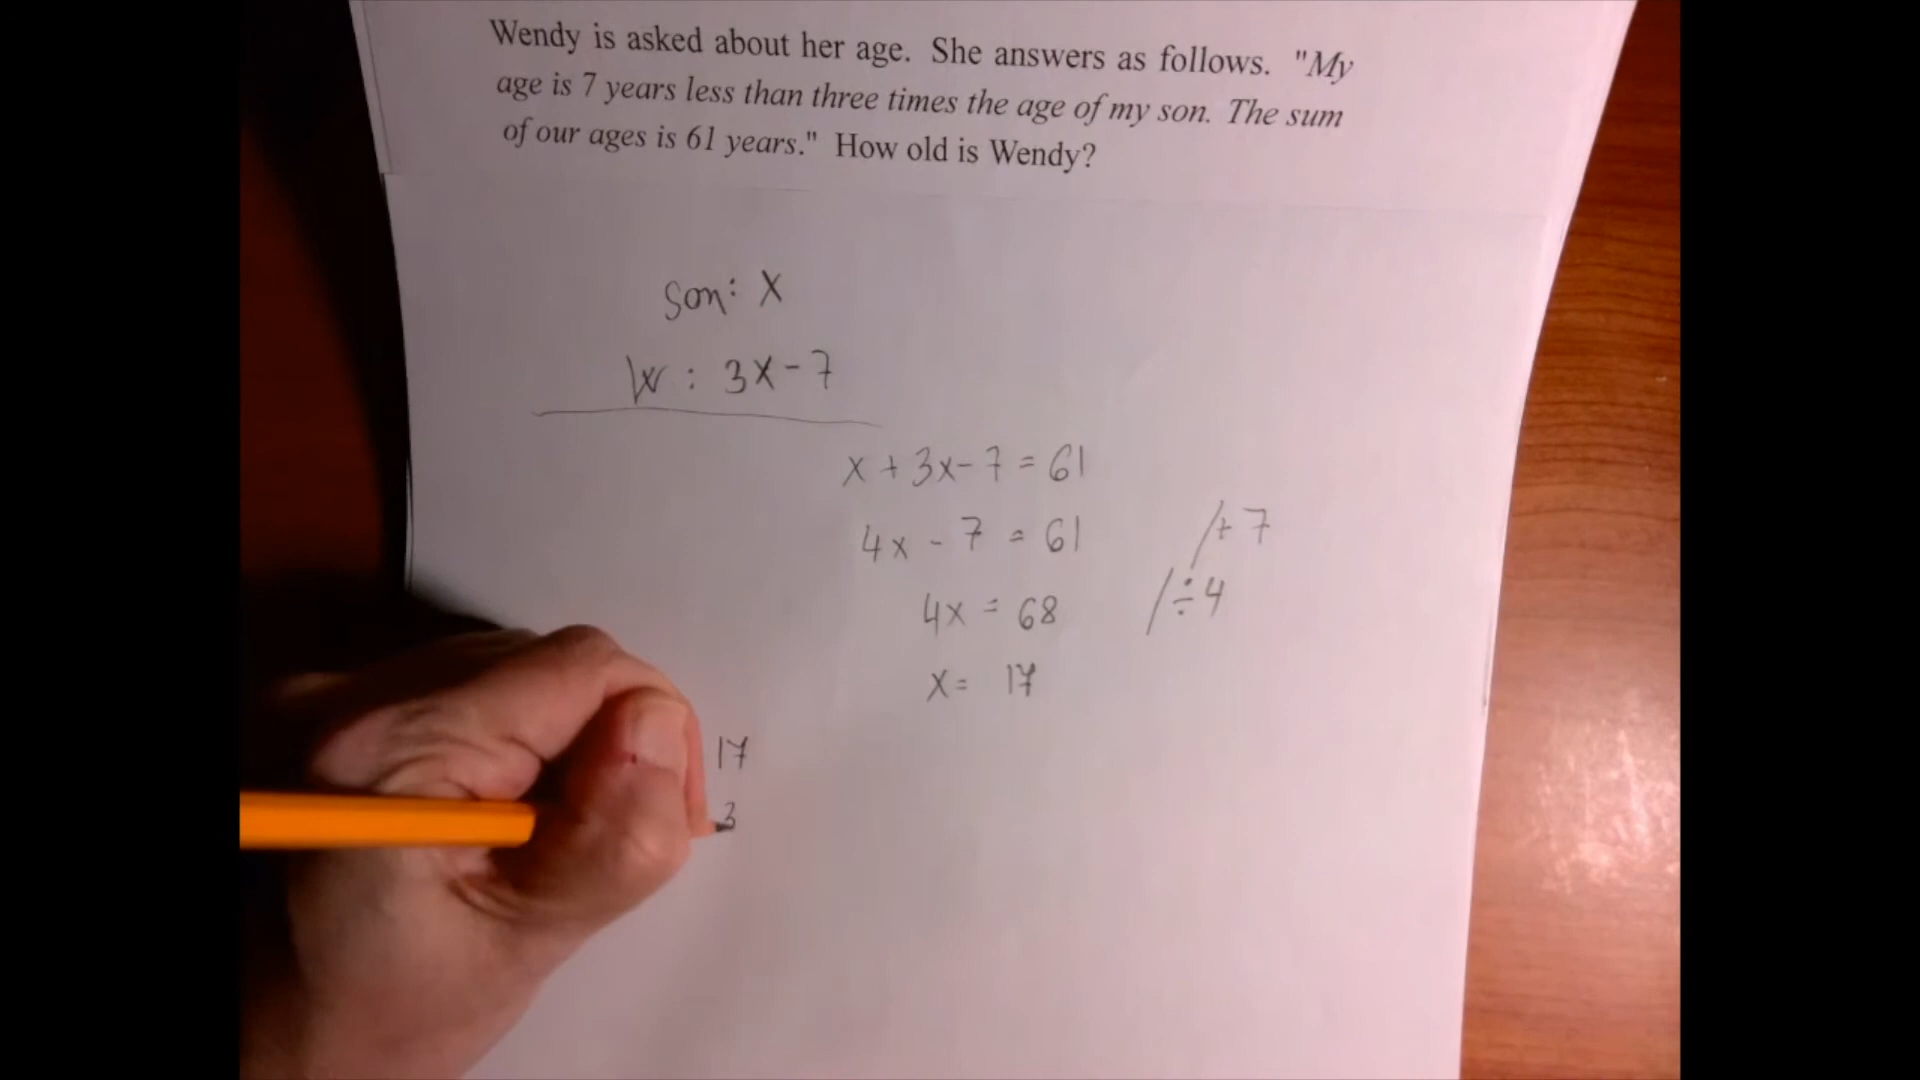 Wendy is asked about her age. She answers as follows. "My
age is 7 years less than three times the age of my son. The sum
of our ages is 61 years." How old is Wendy?
Son: X
W : 3X-7
x + 3x-7 = 61
4x - 7 = 61 /+ 7
4x = 68 /÷4
x = 17
17
3